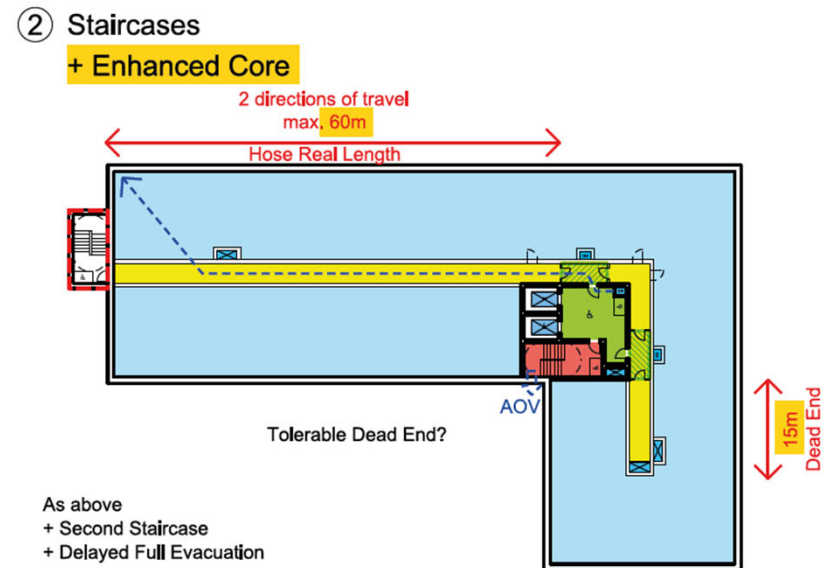 2 Staircases
+ Enhanced Core
2 directions of travel
max. 60m
Hose Real Length
AOV
Tolerable Dead End?
15m
Dead End
As above
+ Second Staircase
+ Delayed Full Evacuation